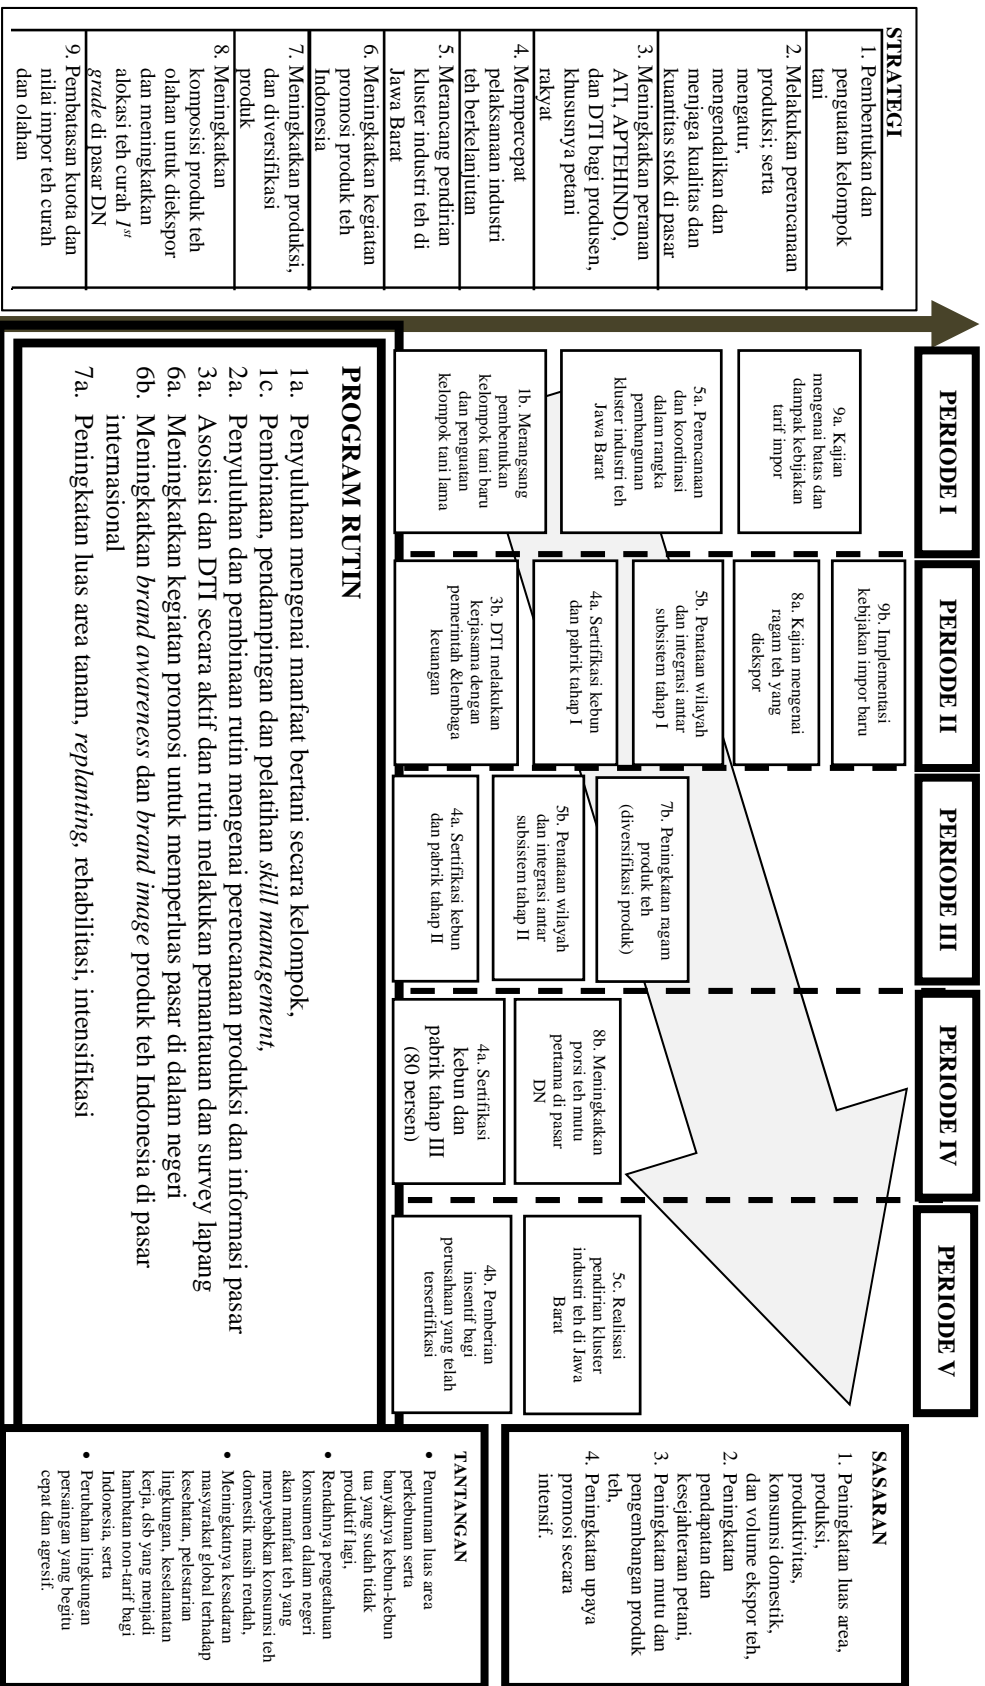 STRATEGI
1. Pembentukan dan
penguatan kelompok
tani
2. Melakukan perencanaan
produksi; serta
mengatur,
mengendalikan dan
menjaga kualitas dan
kuantitas stok di pasar
3. Meningkatkan peranan
ATI, APTEHINDO,
dan DTI bagi produsen,
khususnya petani
rakyat
4. Mempercepat
pelaksanaan industri
teh berkelanjutan
5. Merancang pendirian
kluster industri teh di
Jawa Barat
6. Meningkatkan kegiatan
promosi produk teh
Indonesia
7. Meningkatkan produksi,
dan diversifikasi
produk
8. Meningkatkan
komposisi produk teh
olahan untuk diekspor
dan meningkatkan
alokasi teh curah 1st
grade di pasar DN
9. Pembatasan kuota dan
nilai impor teh curah
dan olahan
PERIODE I
9a. Kajian
mengenai batas dan
dampak kebijakan
tarif impor
5a. Perencanaan
dan koordinasi
dalam rangka
pembangunan
kluster industri teh
Jawa Barat
1b. Merangsang
pembentukan
kelompok tani baru
dan penguatan
kelompok tani lama
PERIODE II
9b. Implementasi
kebijakan impor baru
8a. Kajian mengenai
ragam teh yang
diekspor
5b. Penataan wilayah
dan integrasi antar
subsistem tahap I
4a. Sertifikasi kebun
dan pabrik tahap I
3b. DTI melakukan
kerjasama dengan
pemerintah &lembaga
keuangan
PERIODE III
7b. Peningkatan ragam
produk teh
(diversifikasi produk)
5b. Penataan wilayah
dan integrasi antar
subsistem tahap II
4a. Sertifikasi kebun
dan pabrik tahap II
PERIODE IV
8b. Meningkatkan
porsi teh mutu
pertama di pasar
DN
4a. Sertifikasi
kebun dan
pabrik tahap III
(80 persen)
PERIODE V
5c. Realisasi
pendirian kluster
industri teh di Jawa
Barat
4b. Pemberian
insentif bagi
perusahaan yang telah
tersertifikasi
PROGRAM RUTIN
1a. Penyuluhan mengenai manfaat bertani secara kelompok,
1c. Pembinaan, pendampingan dan pelatihan skill management,
2a. Penyuluhan dan pembinaan rutin mengenai perencanaan produksi dan informasi pasar
3a. Asosiasi dan DTI secara aktif dan rutin melakukan pemantauan dan survey lapang
6a. Meningkatkan kegiatan promosi untuk memperluas pasar di dalam negeri
6b. Meningkatkan brand awareness dan brand image produk teh Indonesia di pasar
internasional
7a. Peningkatan luas area tanam, replanting, rehabilitasi, intensifikasi
SASARAN
1. Peningkatan luas area,
produksi,
produktivitas,
konsumsi domestik,
dan volume ekspor teh,
2. Peningkatan
pendapatan dan
kesejahteraan petani,
3. Peningkatan mutu dan
pengembangan produk
teh,
4. Peningkatan upaya
promosi secara
intensif.
TANTANGAN
• Penurunan luas area
perkebunan serta
banyaknya kebun-kebun
tua yang sudah tidak
produktif lagi,
• Rendahnya pengetahuan
konsumen dalam negeri
akan manfaat teh yang
menyebabkan konsumsi teh
domestik masih rendah,
• Meningkatnya kesadaran
masyarakat global terhadap
kesehatan, pelestarian
lingkungan, keselamatan
kerja, dsb yang menjadi
hambatan non-tarif bagi
Indonesia, serta
• Perubahan lingkungan
persaingan yang begitu
cepat dan agresif.